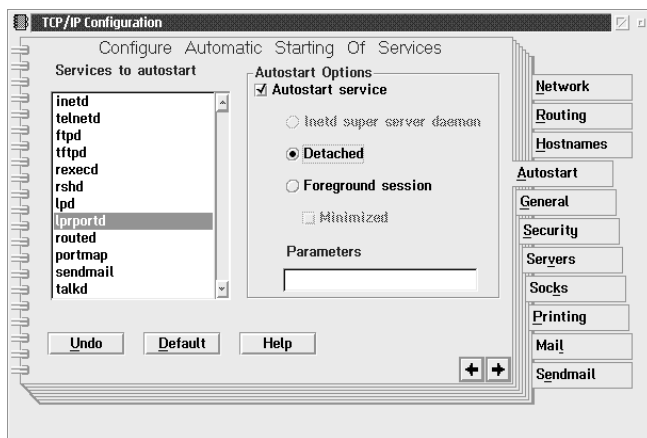 TCP/IP Configuration
Configure Automatic Starting Of Services
Services to autostart
inetd
telnetd
ftpd
tftpd
rexecd
rshd
lpd
lprportd
routed
portmap
sendmail
talkd
Autostart Options
Autostart service
Inetd super server daemon
Detached
Foreground session
Minimized
Parameters
Undo
Default
Help
Network
Routing
Hostnames
Autostart
General
Security
Servers
Socks
Printing
Mail
Sendmail